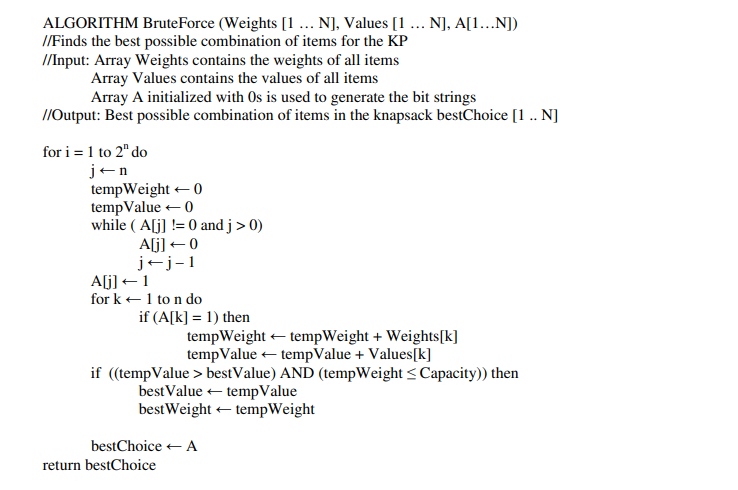 ALGORITHM BruteForce (Weights [1 … N], Values [1 … N], A[1…N])
//Finds the best possible combination of items for the KP
//Input: Array Weights contains the weights of all items
Array Values contains the values of all items
Array A initialized with 0s is used to generate the bit strings
//Output: Best possible combination of items in the knapsack bestChoice [1 .. N]
for i = 1 to 2ⁿ do
j ← n
tempWeight ← 0
tempValue ← 0
while ( A[j] != 0 and j > 0)
A[j] ← 0
j ← j – 1
A[j] ← 1
for k ← 1 to n do
if (A[k] = 1) then
tempWeight ← tempWeight + Weights[k]
tempValue ← tempValue + Values[k]
if ((tempValue > bestValue) AND (tempWeight ≤ Capacity)) then
bestValue ← tempValue
bestWeight ← tempWeight
bestChoice ← A
return bestChoice